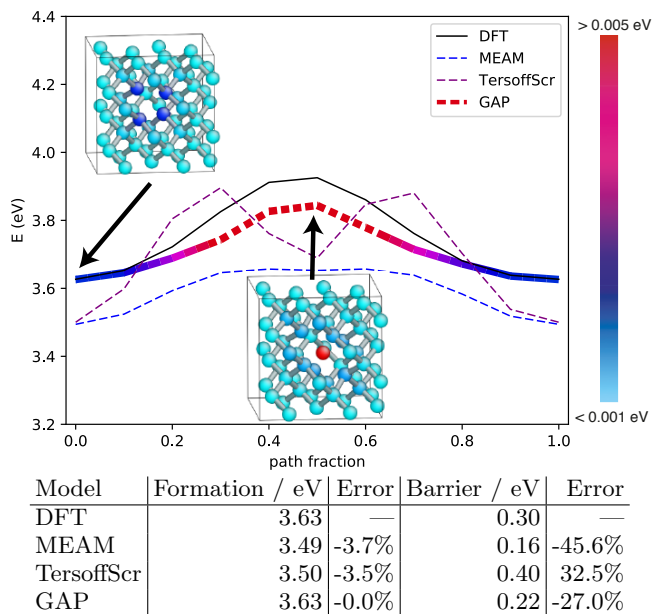 4.4
4.2
4.0
3.8
3.6
3.4
3.2
E (eV)
DFT
MEAM
TersoffScr
GAP
> 0.005 eV
< 0.001 eV
0.0 0.2 0.4 0.6 0.8 1.0
path fraction
Model Formation / eV Error Barrier / eV Error
DFT 3.63 — 0.30 —
MEAM 3.49 -3.7% 0.16 -45.6%
TersoffScr 3.50 -3.5% 0.40 32.5%
GAP 3.63 -0.0% 0.22 -27.0%